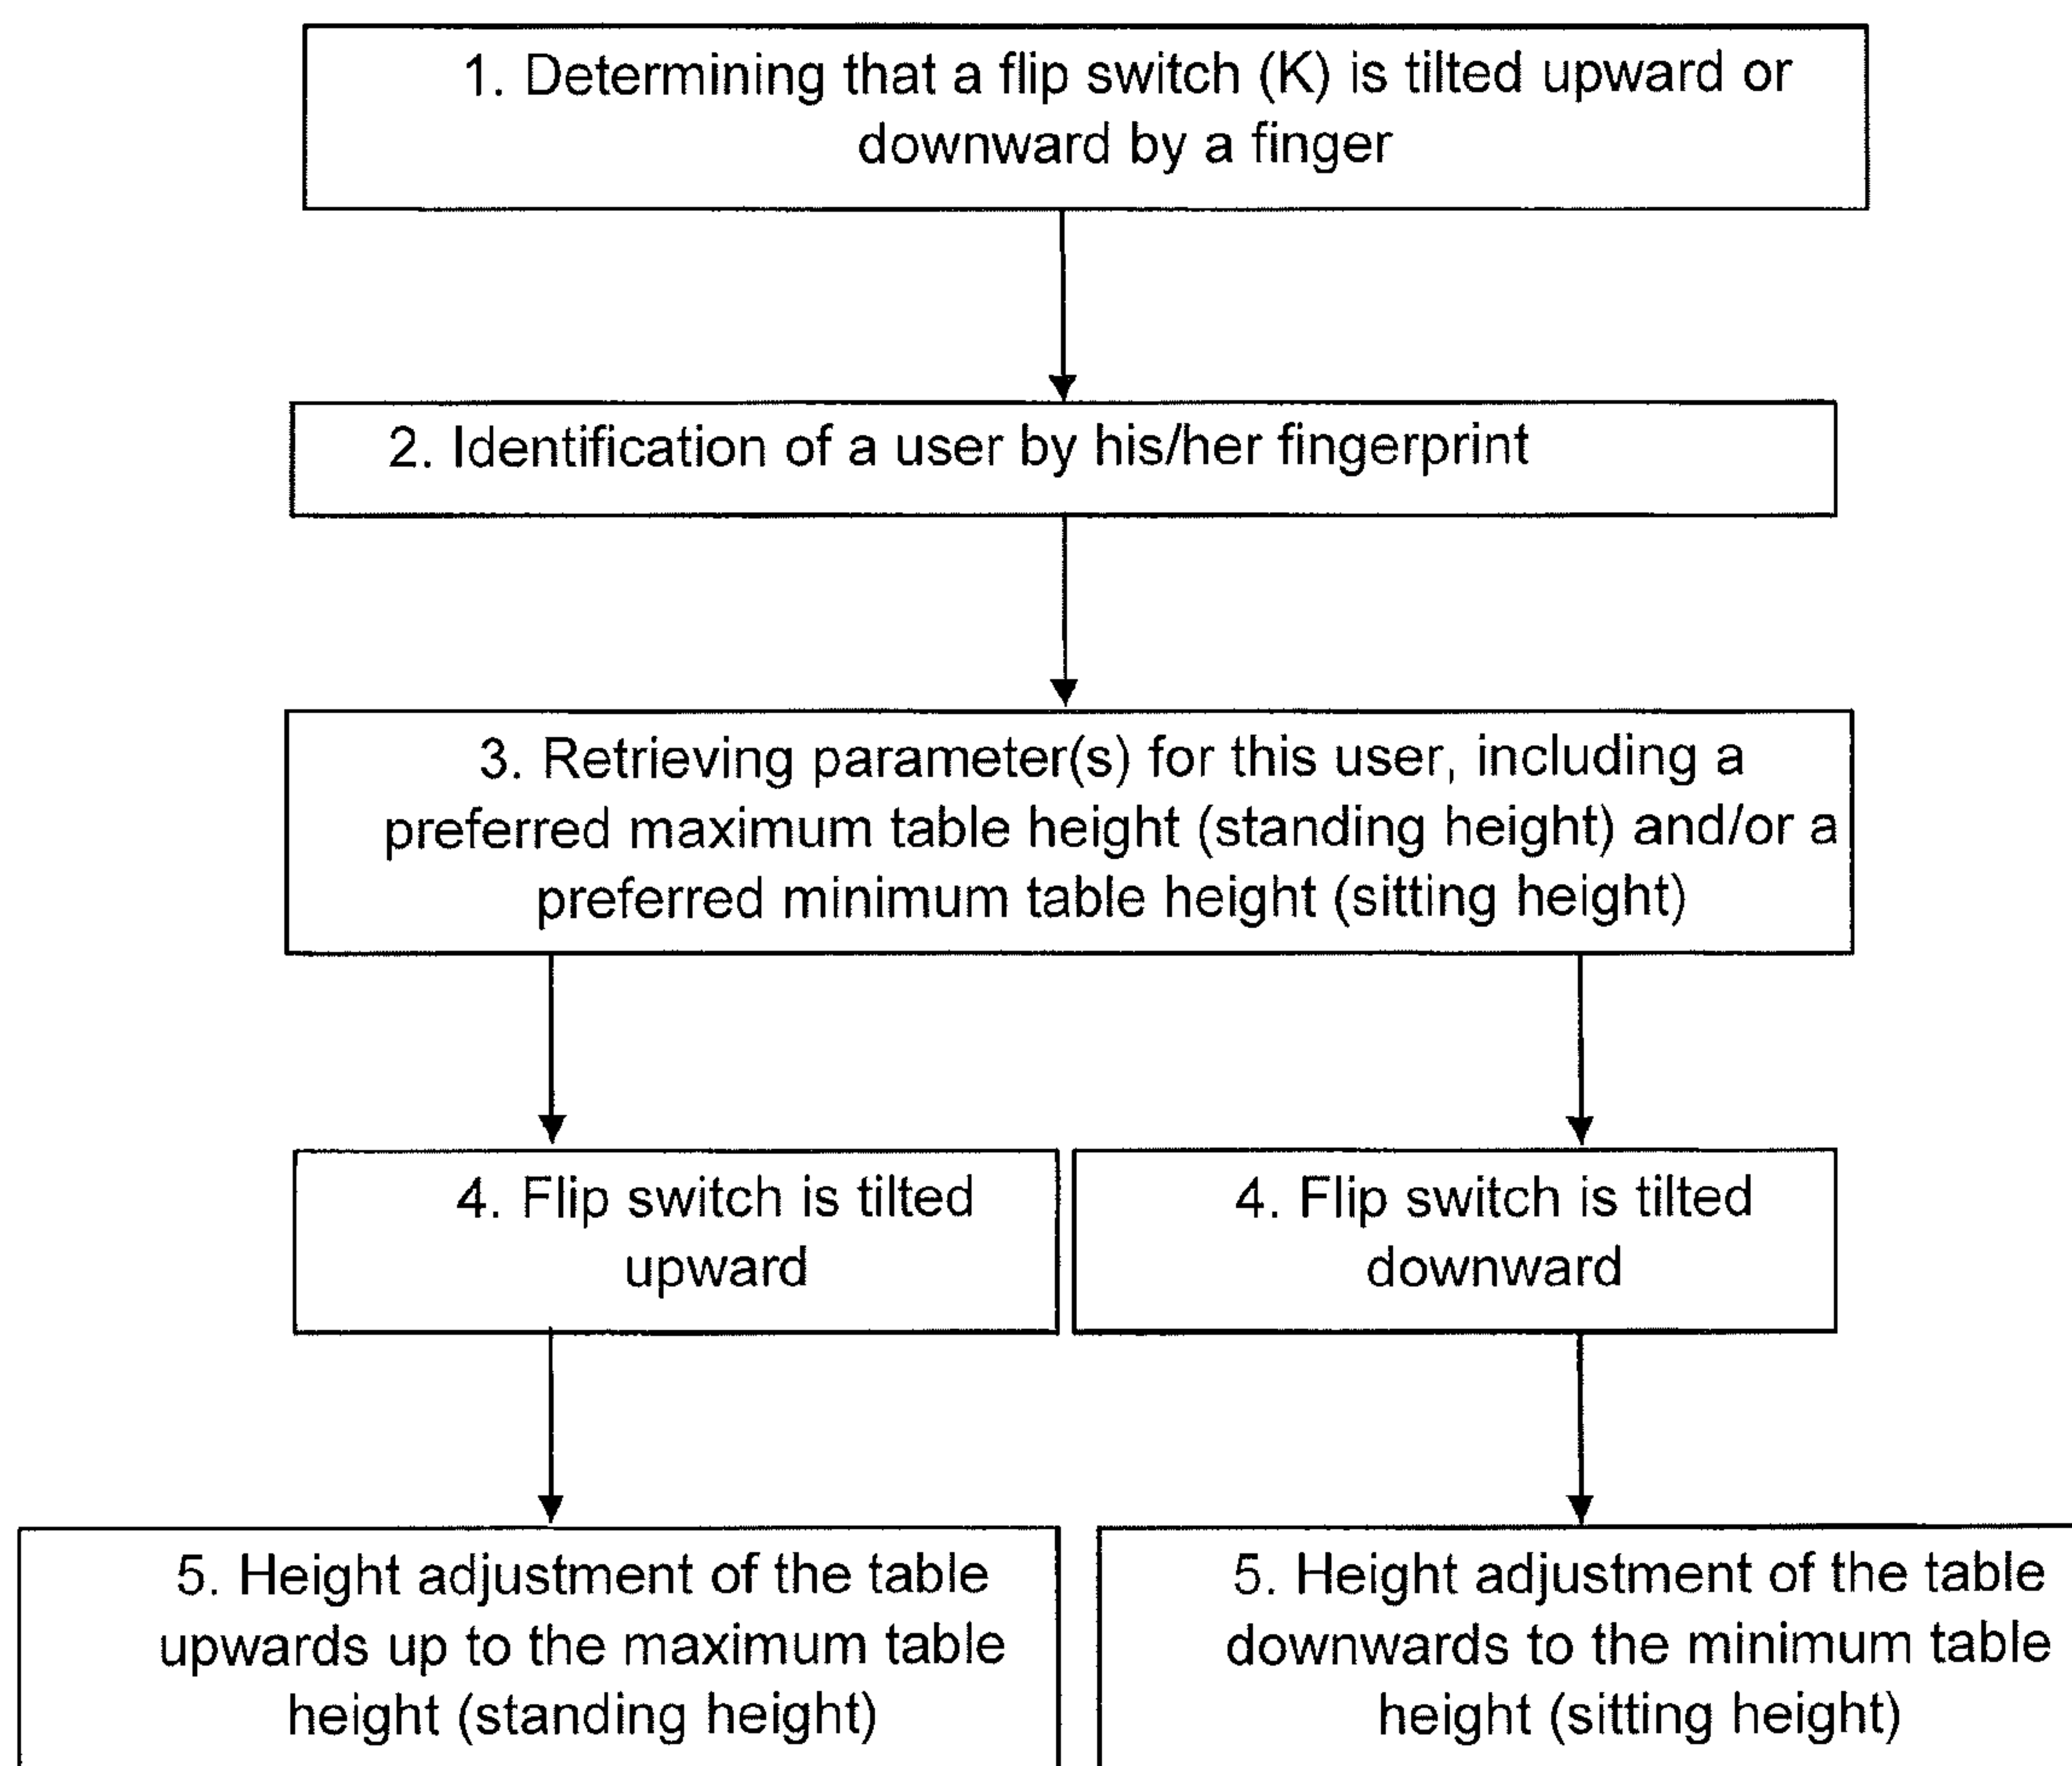 1. Determining that a flip switch (K) is tilted upward or
downward by a finger
2. Identification of a user by his/her fingerprint
3. Retrieving parameter(s) for this user, including a
preferred maximum table height (standing height) and/or a
preferred minimum table height (sitting height)
4. Flip switch is tilted
upward
4. Flip switch is tilted
downward
5. Height adjustment of the table
upwards up to the maximum table
height (standing height)
5. Height adjustment of the table
downwards to the minimum table
height (sitting height)